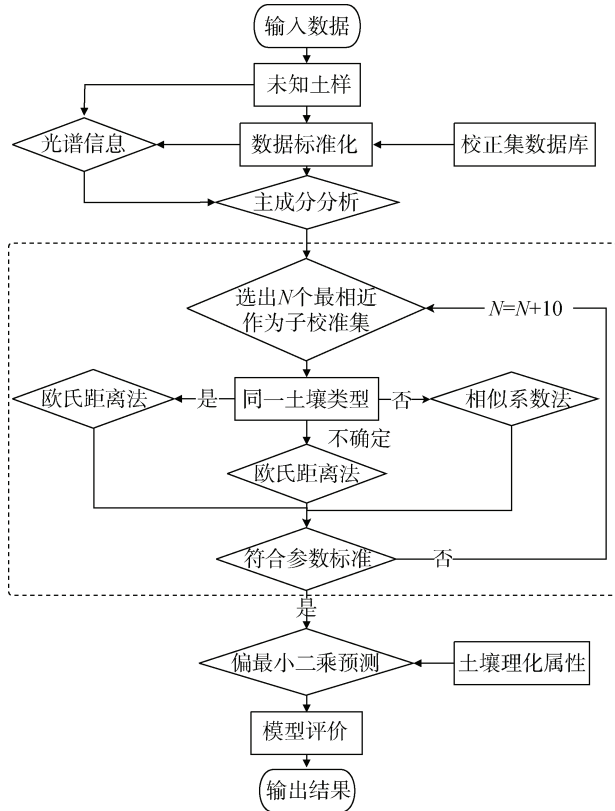 输入数据
未知土样
光谱信息
数据标准化
校正集数据库
主成分分析
选出N个最相近
作为子校准集
N=N+10
欧氏距离法
是
同一土壤类型
否
相似系数法
不确定
欧氏距离法
符合参数标准
否
是
偏最小二乘预测
土壤理化属性
模型评价
输出结果